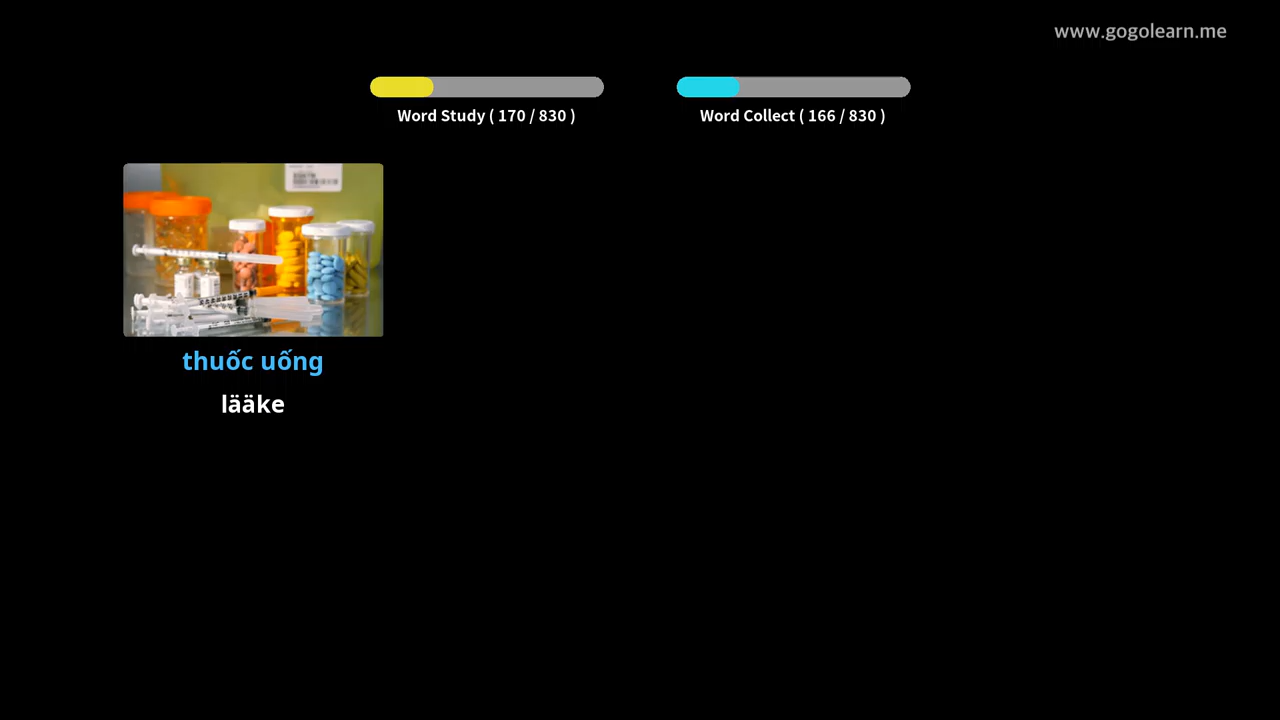 www.gogolearn.me
Word Study ( 170 / 830 )
Word Collect ( 166 / 830 )
thuốc uống
lääke